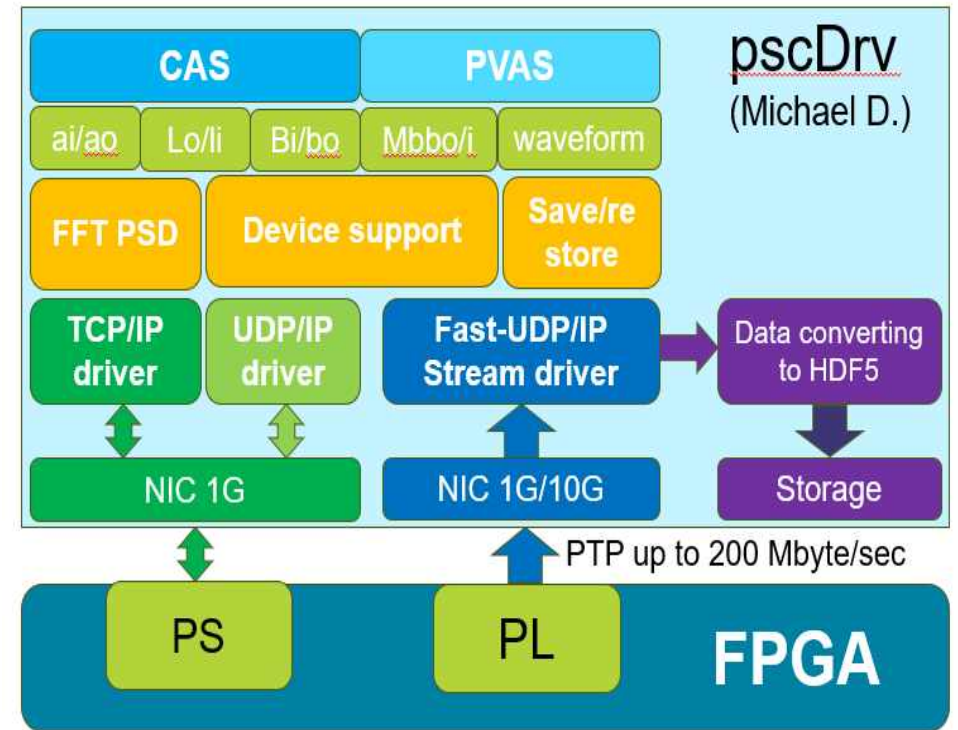 CAS
PVAS
pscDrv
(Michael D.)
ai/ao
Lo/li
Bi/bo
Mbbo/i
waveform
FFT PSD
Device support
Save/re
store
TCP/IP
driver
UDP/IP
driver
Fast-UDP/IP
Stream driver
Data converting
to HDF5
NIC 1G
NIC 1G/10G
Storage
PTP up to 200 Mbyte/sec
PS
PL
FPGA